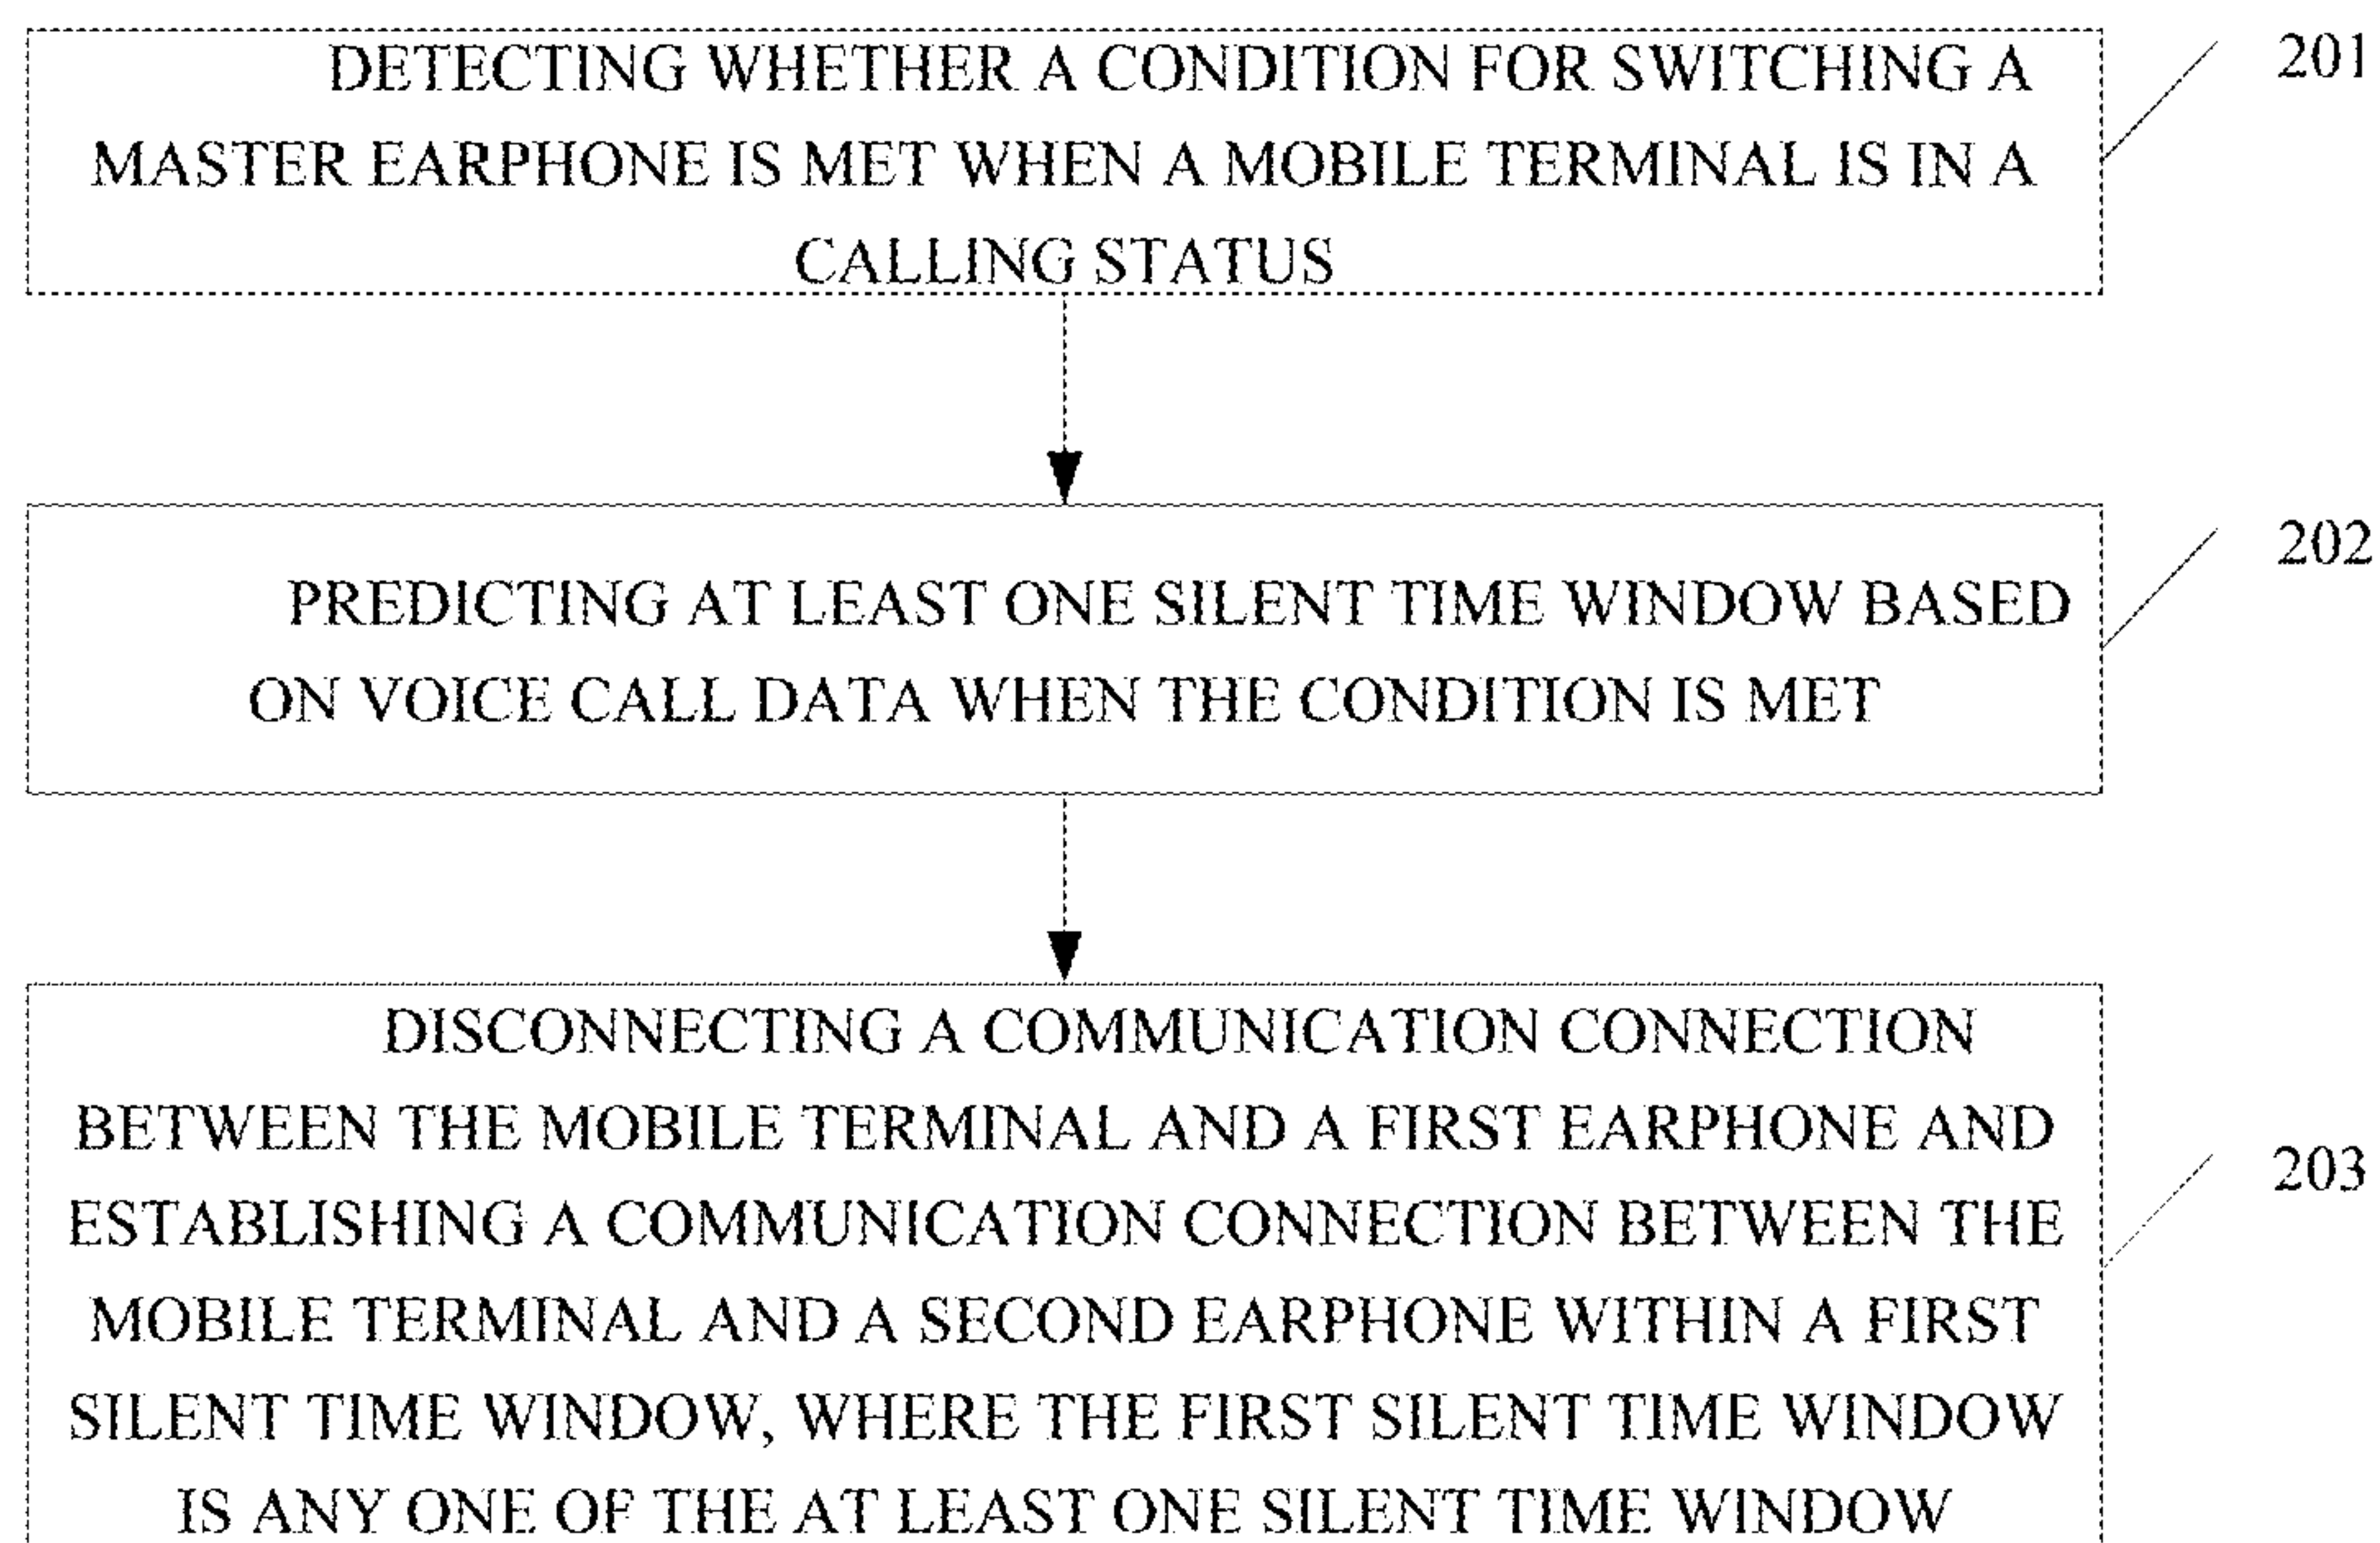 DETECTING WHETHER A CONDITION FOR SWITCHING A
MASTER EARPHONE IS MET WHEN A MOBILE TERMINAL IS IN A
CALLING STATUS
201
PREDICTING AT LEAST ONE SILENT TIME WINDOW BASED
ON VOICE CALL DATA WHEN THE CONDITION IS MET
202
DISCONNECTING A COMMUNICATION CONNECTION
BETWEEN THE MOBILE TERMINAL AND A FIRST EARPHONE AND
ESTABLISHING A COMMUNICATION CONNECTION BETWEEN THE
MOBILE TERMINAL AND A SECOND EARPHONE WITHIN A FIRST
SILENT TIME WINDOW, WHERE THE FIRST SILENT TIME WINDOW
IS ANY ONE OF THE AT LEAST ONE SILENT TIME WINDOW
203